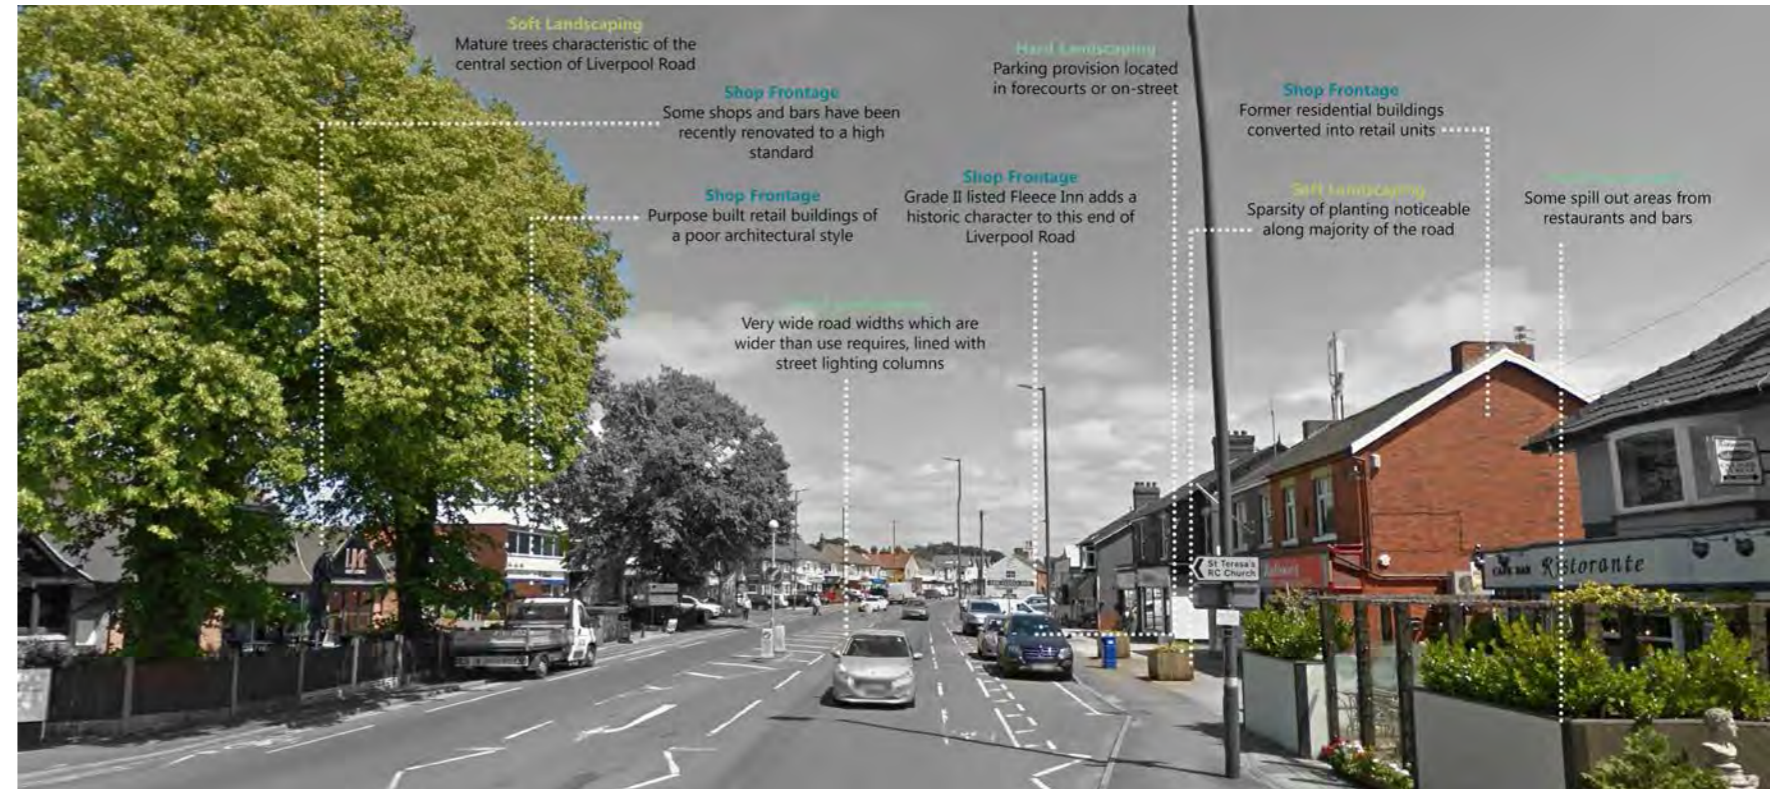 Soft Landscaping
Mature trees characteristic of the
central section of Liverpool Road
Shop Frontage
Some shops and bars have been
recently renovated to a high
standard
Shop Frontage
Purpose built retail buildings of
a poor architectural style
Very wide road widths which are
wider than use requires, lined with
street lighting columns
Shop Frontage
Grade II listed Fleece Inn adds a
historic character to this end of
Liverpool Road
Hard Landscaping
Parking provision located
in forecourts or on-street
Shop Frontage
Former residential buildings
converted into retail units
Soft Landscaping
Sparsity of planting noticeable
along majority of the road
Some spill out areas from
restaurants and bars
St Teresa's
RC Church
CAFE BAR Ristorante